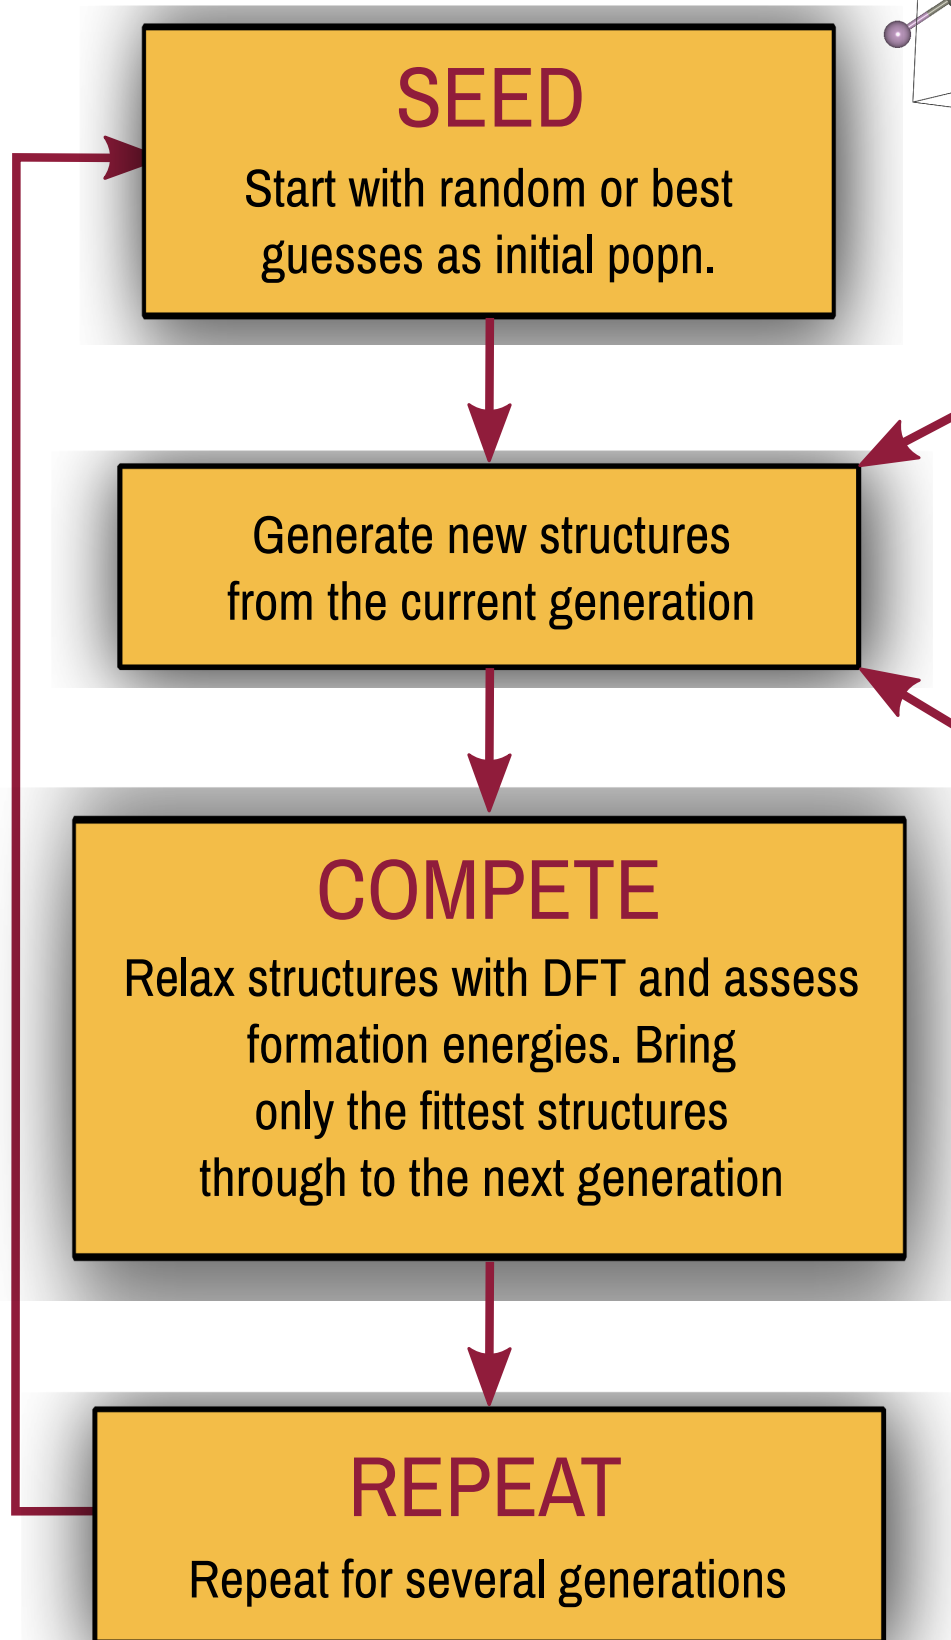 SEED
Start with random or best
guesses as initial popn.
Generate new structures
from the current generation
COMPETE
Relax structures with DFT and assess
formation energies. Bring
only the fittest structures
through to the next generation
REPEAT
Repeat for several generations